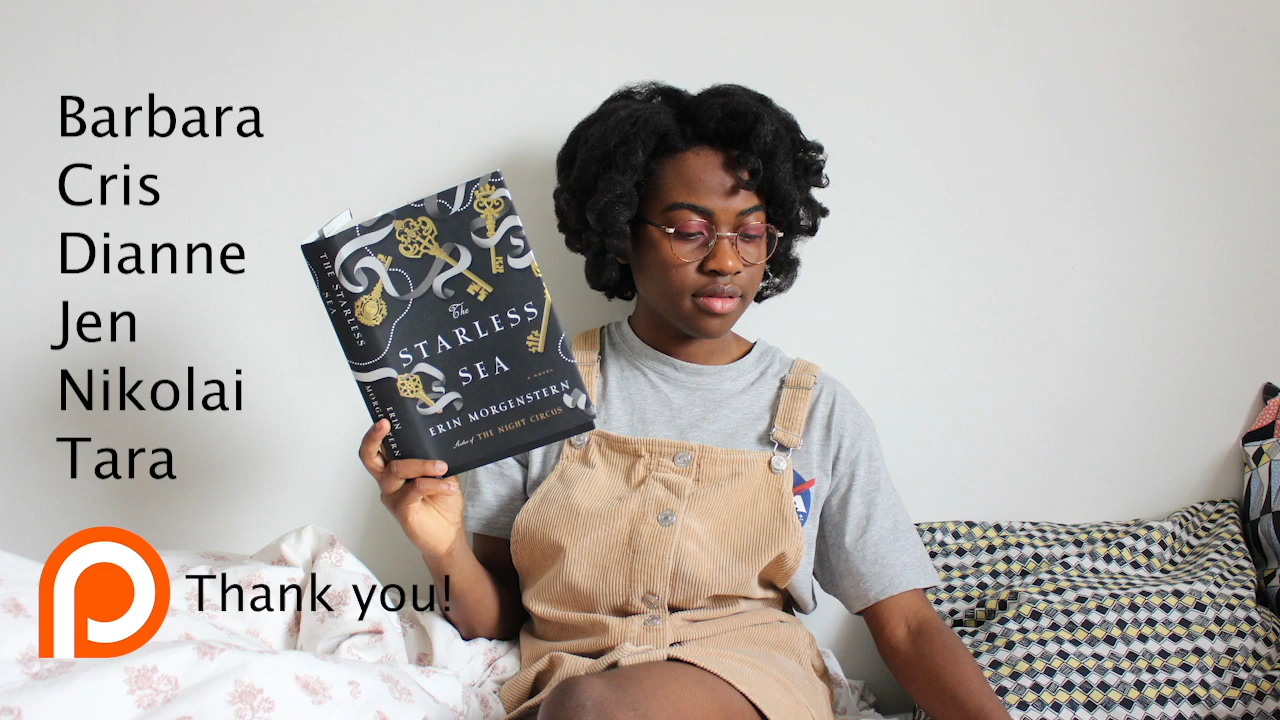 Barbara
Cris
Dianne
Jen
Nikolai
Tara
Thank you!
THE STARLESS
SEA
ERIN
MORGENSTERN
The
STARLESS
SEA
A NOVEL
ERIN MORGENSTERN
Author of THE NIGHT CIRCUS